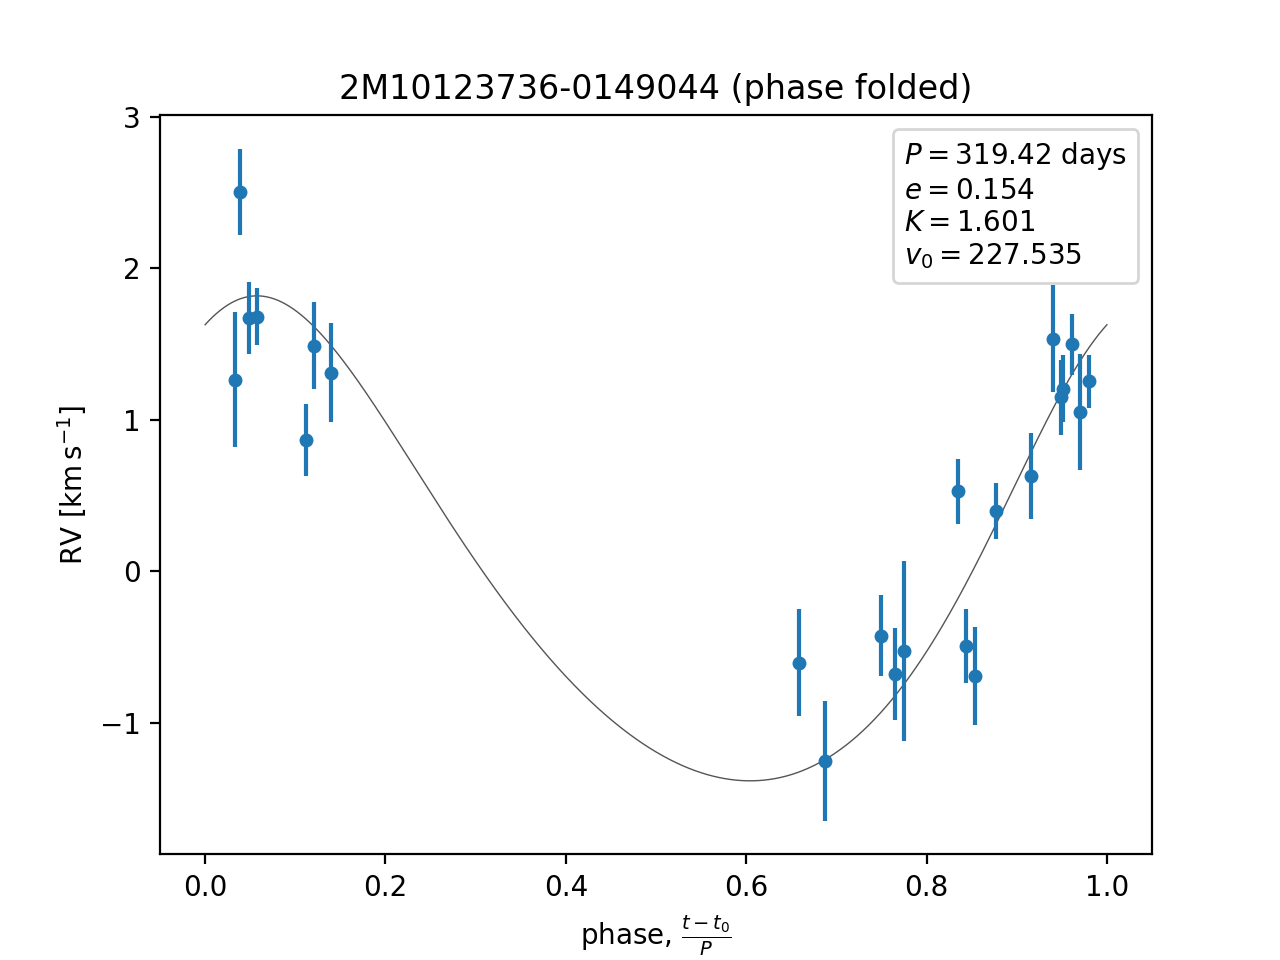 2M10123736-0149044 (phase folded)
P = 319.42 days
e = 0.154
K = 1.601
v₀ = 227.535
RV [km s⁻¹]
3
2
1
0
−1
0.0 0.2 0.4 0.6 0.8 1.0
phase, (t − t₀)/P